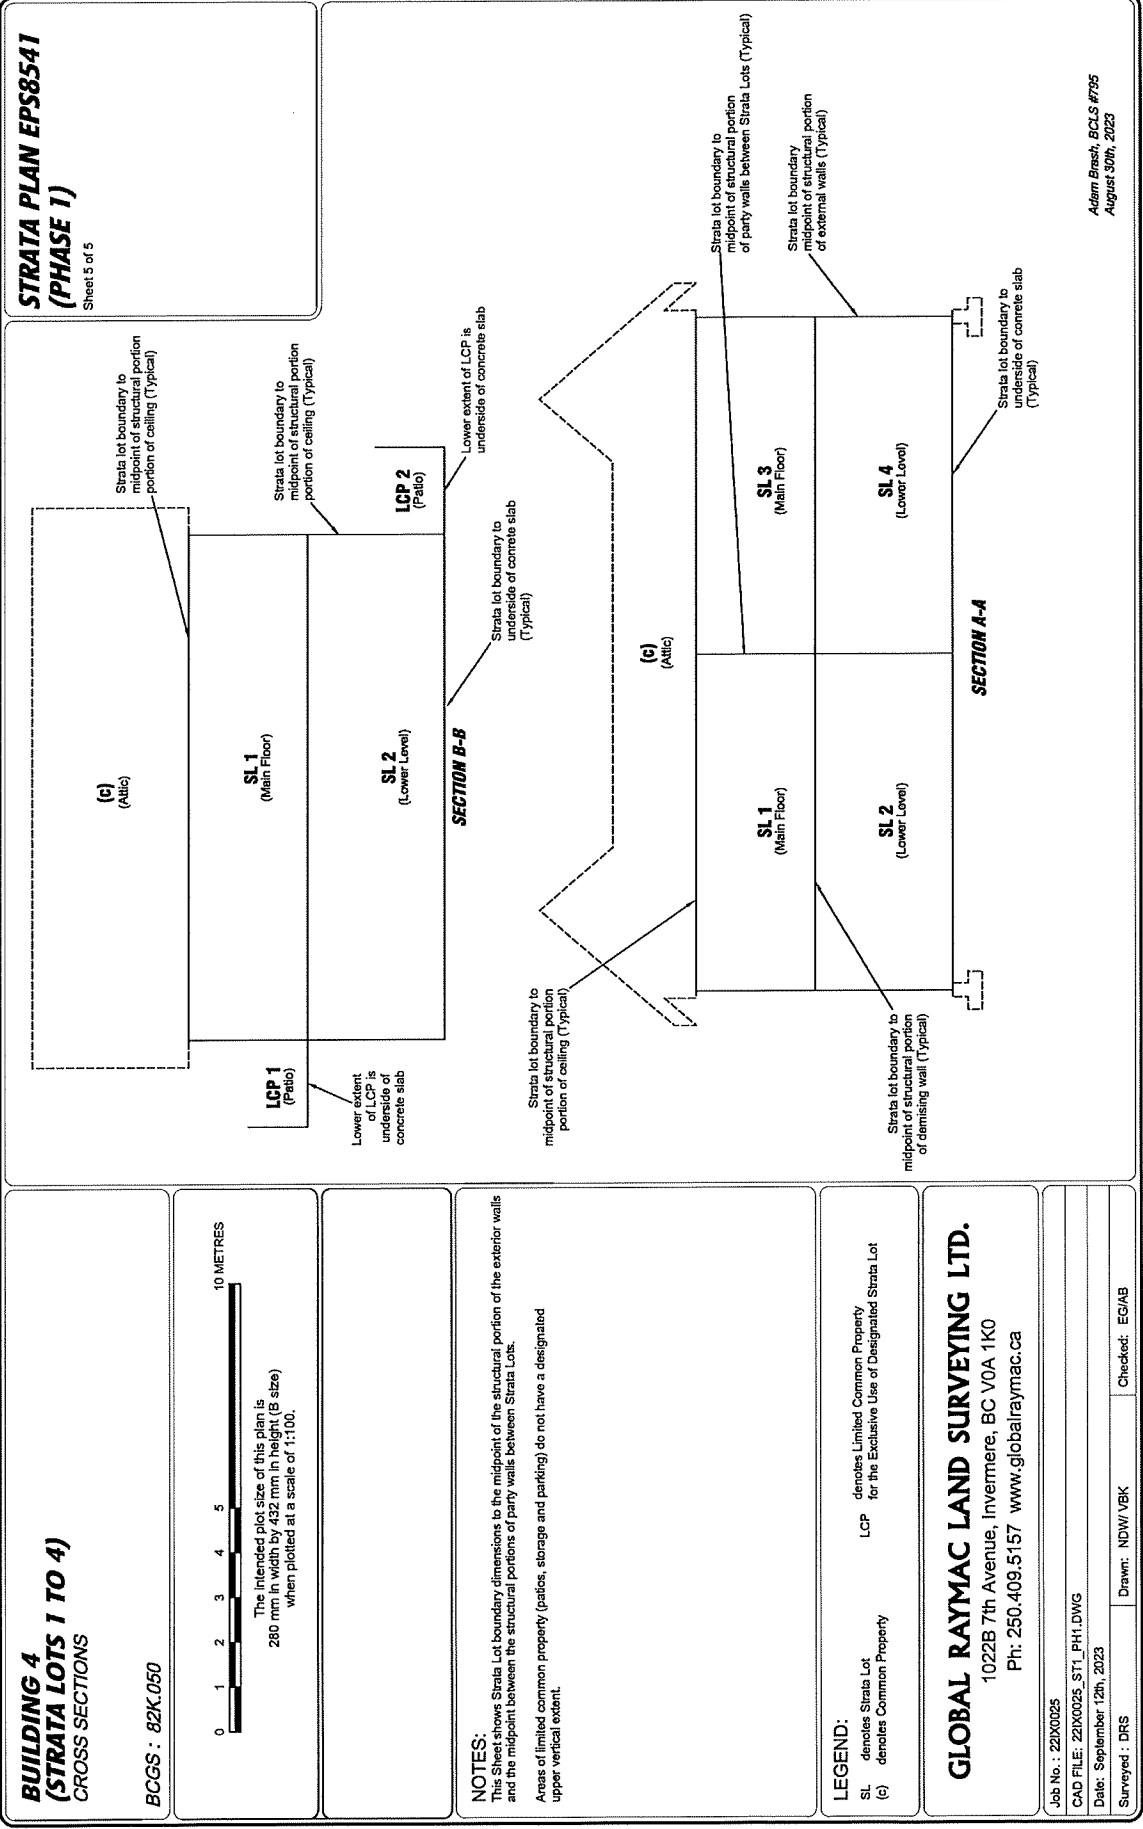 BUILDING 4
(STRATA LOTS 1 TO 4)
CROSS SECTIONS
BCGS : 82K.050
0 1 2 3 4 5 10 METRES
The intended plot size of this plan is
280 mm in width by 432 mm in height (B size)
when plotted at a scale of 1:100.
NOTES:
This Sheet shows Strata Lot boundary dimensions to the midpoint of the structural portion of the exterior walls
and the midpoint between the structural portions of party walls between Strata Lots.
Areas of limited common property (patios, storage and parking) do not have a designated
upper vertical extent.
LEGEND:
SL denotes Strata Lot
(c) denotes Common Property
LCP denotes Limited Common Property
for the Exclusive Use of Designated Strata Lot
GLOBAL RAYMAC LAND SURVEYING LTD.
1022B 7th Avenue, Invermere, BC V0A 1K0
Ph: 250.409.5157 www.globalraymac.ca
Job No. : 22IX0025
CAD FILE: 22IX0025_ST1_PH1.DWG
Date: September 12th, 2023
Surveyed : DRS
Drawn: NDW/ VBK
Checked: EG/AB
STRATA PLAN EPS8541
(PHASE 1)
Sheet 5 of 5
(c)
(Attic)
Strata lot boundary to
midpoint of structural portion
portion of ceiling (Typical)
SL 1
(Main Floor)
Strata lot boundary to
midpoint of structural portion
portion of ceiling (Typical)
LCP 1
(Patio)
Lower extent
of LCP is
underside of
concrete slab
SL 2
(Lower Level)
LCP 2
(Patio)
Lower extent of LCP is
underside of concrete slab
Strata lot boundary to
underside of conrete slab
(Typical)
SECTION B-B
Strata lot boundary to
midpoint of structural portion
portion of ceiling (Typical)
(c)
(Attic)
Strata lot boundary to
midpoint of structural portion
of party walls between Strata Lots (Typical)
SL 1
(Main Floor)
SL 3
(Main Floor)
Strata lot boundary
midpoint of structural portion
of external walls (Typical)
SL 2
(Lower Level)
SL 4
(Lower Level)
Strata lot boundary to
midpoint of structural portion
of demising wall (Typical)
Strata lot boundary to
underside of conrete slab
(Typical)
SECTION A-A
Adam Brash, BCLS #795
August 30th, 2023